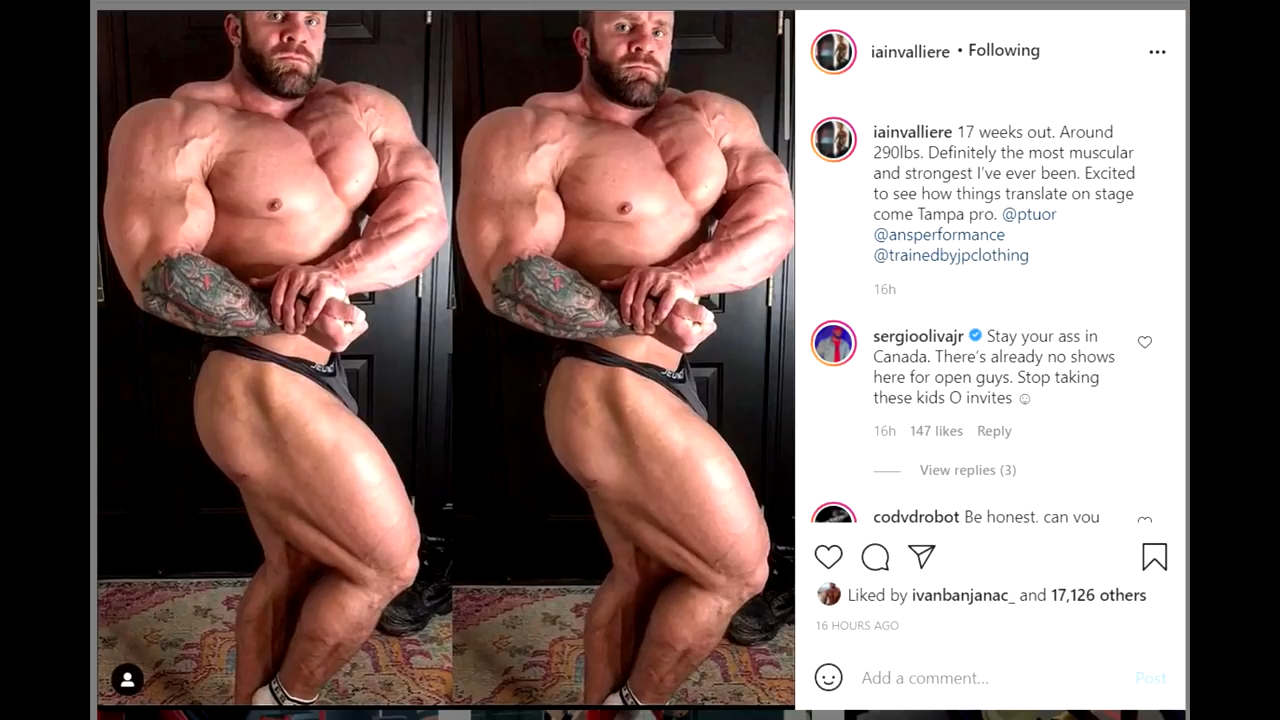 iainvalliere • Following
iainvalliere 17 weeks out. Around
290lbs. Definitely the most muscular
and strongest I've ever been. Excited
to see how things translate on stage
come Tampa pro. @ptuor
@ansperformance
@trainedbyjpclothing
16h
sergioolivajr Stay your ass in
Canada. There's already no shows
here for open guys. Stop taking
these kids O invites ☺
16h 147 likes Reply
View replies (3)
codvdrobot Be honest. can you
Liked by ivanbanjanac_ and 17,126 others
16 HOURS AGO
Add a comment...
Post